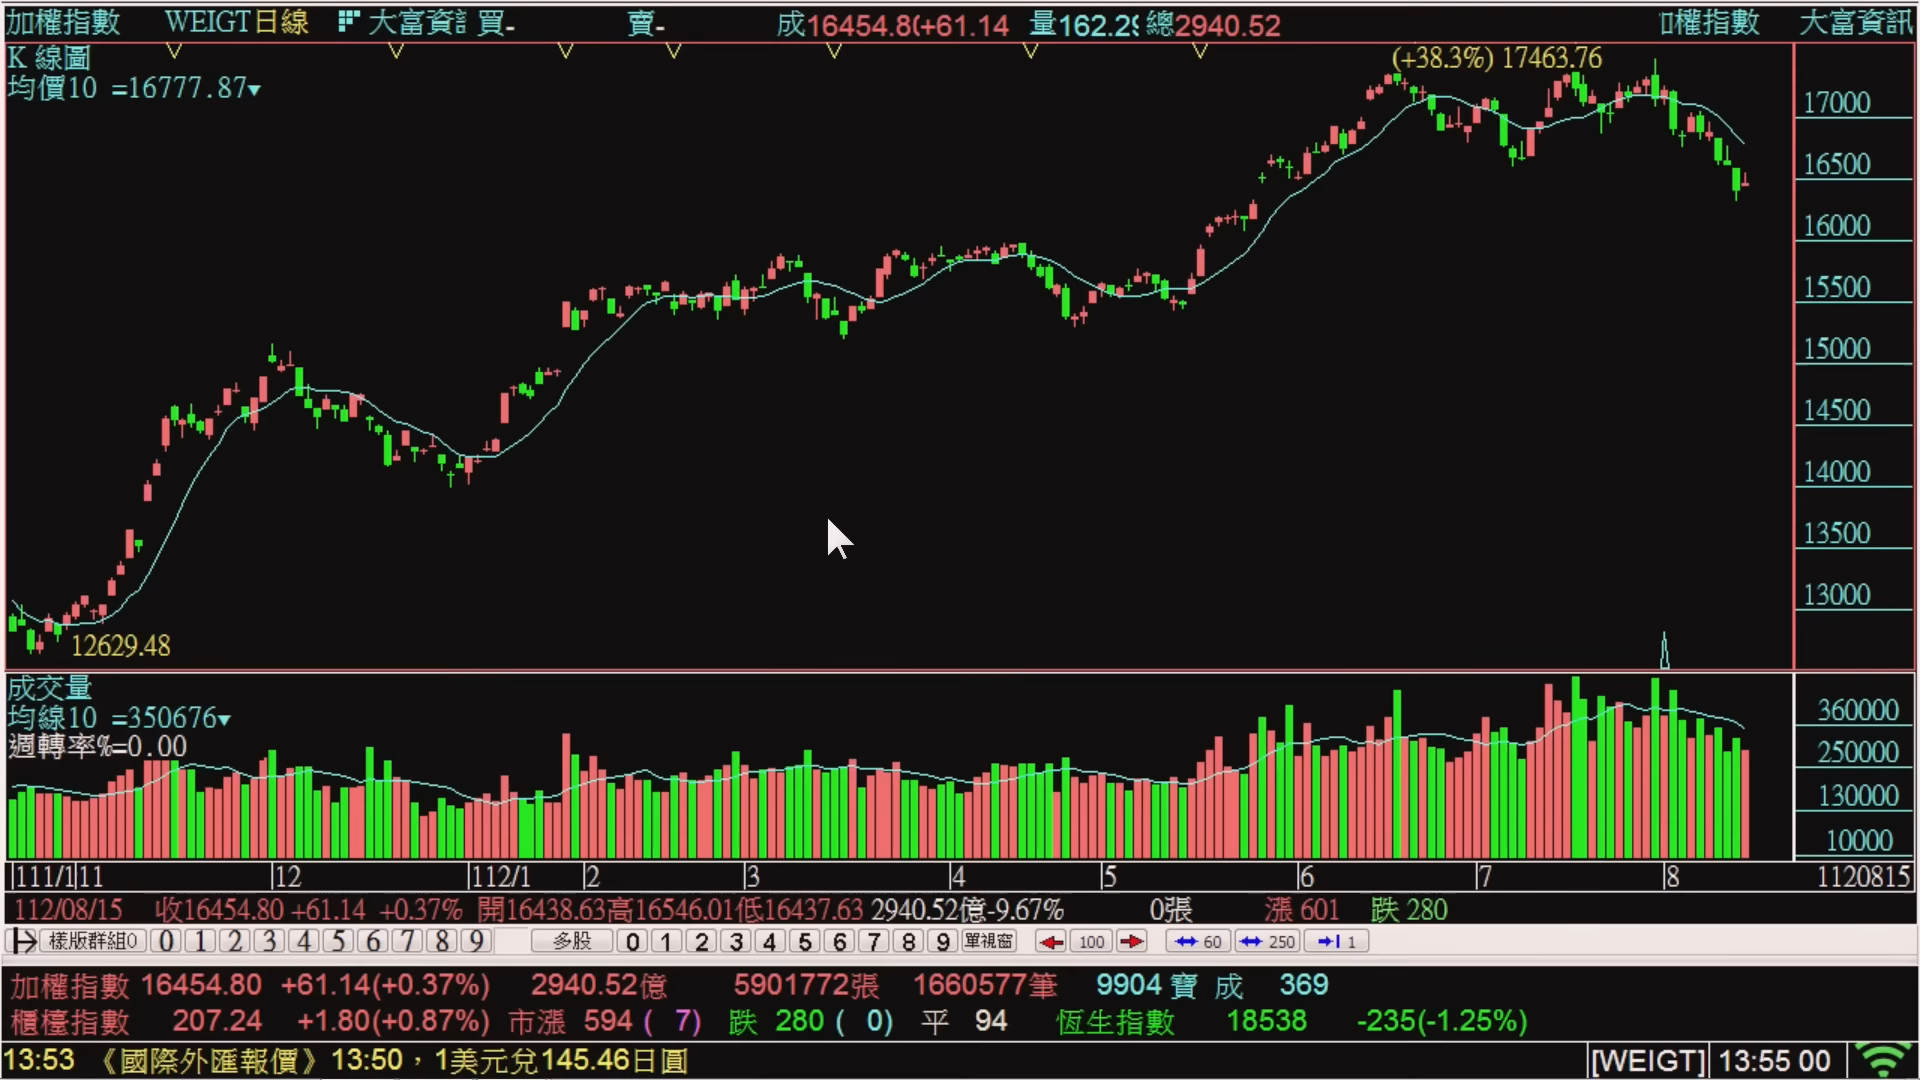 加權指數 WEIGT日線 大富資 買- 賣- 成16454.8(+61.14 量162.29 總2940.52 權指數 大富資訊
K 線圖 (+38.3%) 17463.76
均價10 =16777.87▼
17000
16500
16000
15500
15000
14500
14000
13500
13000
12629.48
成交量
均線10 =350676▼
週轉率%=0.00
360000
250000
130000
10000
111/1 11 12 112/1 2 3 4 5 6 7 8 1120815
112/08/15 收16454.80 +61.14 +0.37% 開16438.63高16546.01低16437.63 2940.52億-9.67% 0張 漲 601 跌 280
樣版群組0 0 1 2 3 4 5 6 7 8 9 多股 0 1 2 3 4 5 6 7 8 9 單視窗 100 60 250 1
加權指數 16454.80 +61.14(+0.37%) 2940.52億 5901772張 1660577筆 9904 寶 成 369
櫃檯指數 207.24 +1.80(+0.87%) 市漲 594 ( 7) 跌 280 ( 0) 平 94 恆生指數 18538 -235(-1.25%)
13:53 《國際外匯報價》13:50，1美元兌145.46日圓 [WEIGT] 13:55 00